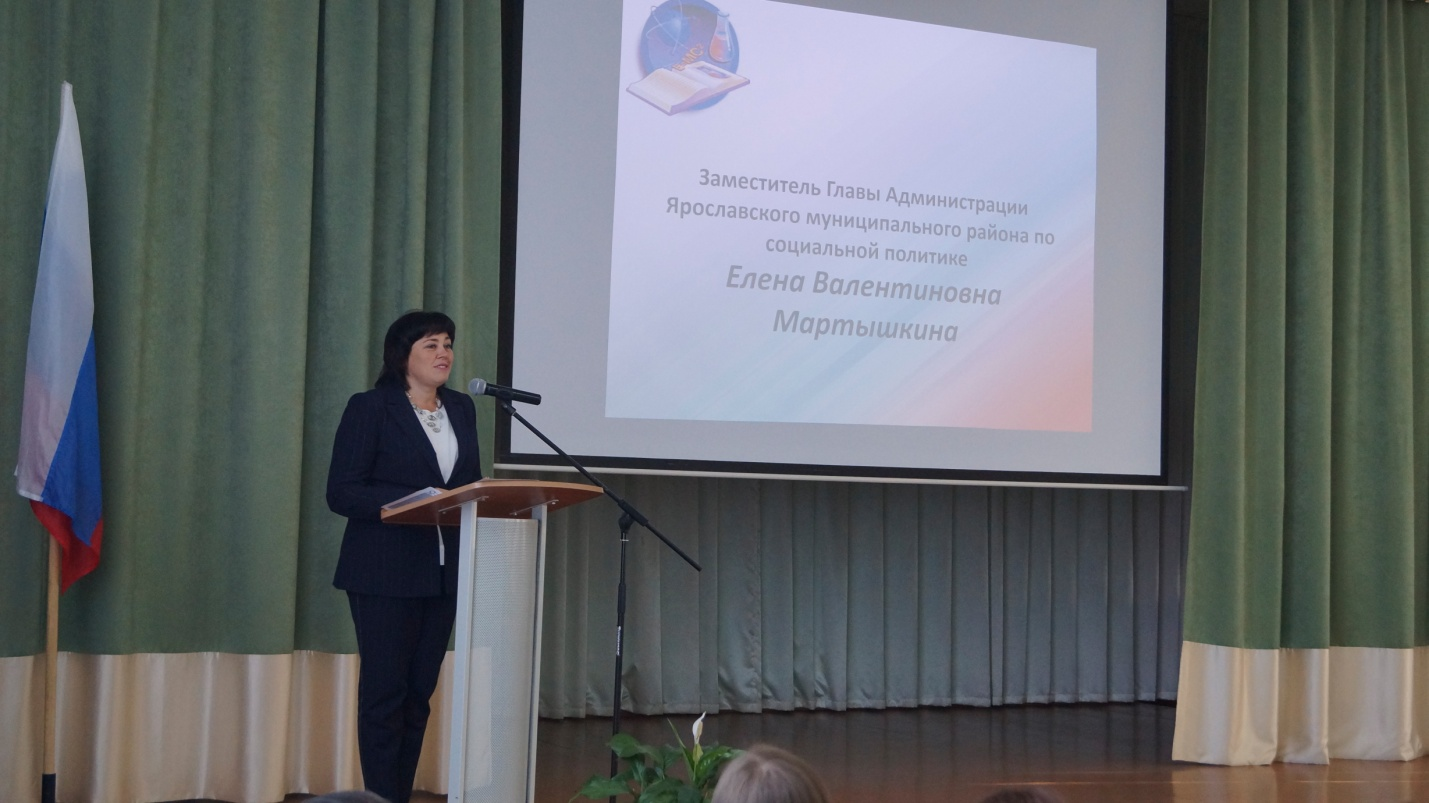 Заместитель Главы Администрации
Ярославского муниципального района по
социальной политике
Елена Валентиновна
Мартышкина